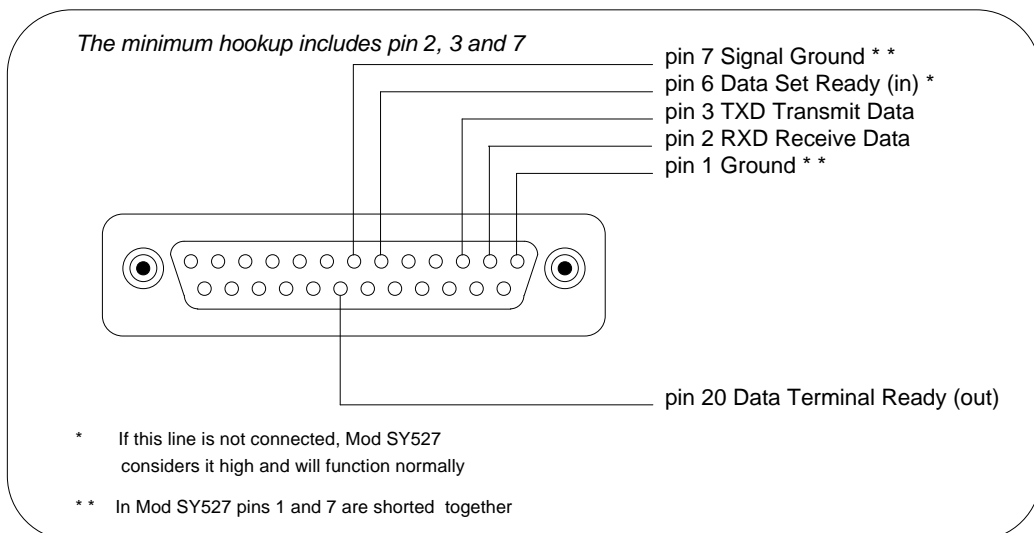 The minimum hookup includes pin 2, 3 and 7
pin 7 Signal Ground * *
pin 6 Data Set Ready (in) *
pin 3 TXD Transmit Data
pin 2 RXD Receive Data
pin 1 Ground * *
pin 20 Data Terminal Ready (out)
* If this line is not connected, Mod SY527
considers it high and will function normally
* * In Mod SY527 pins 1 and 7 are shorted together